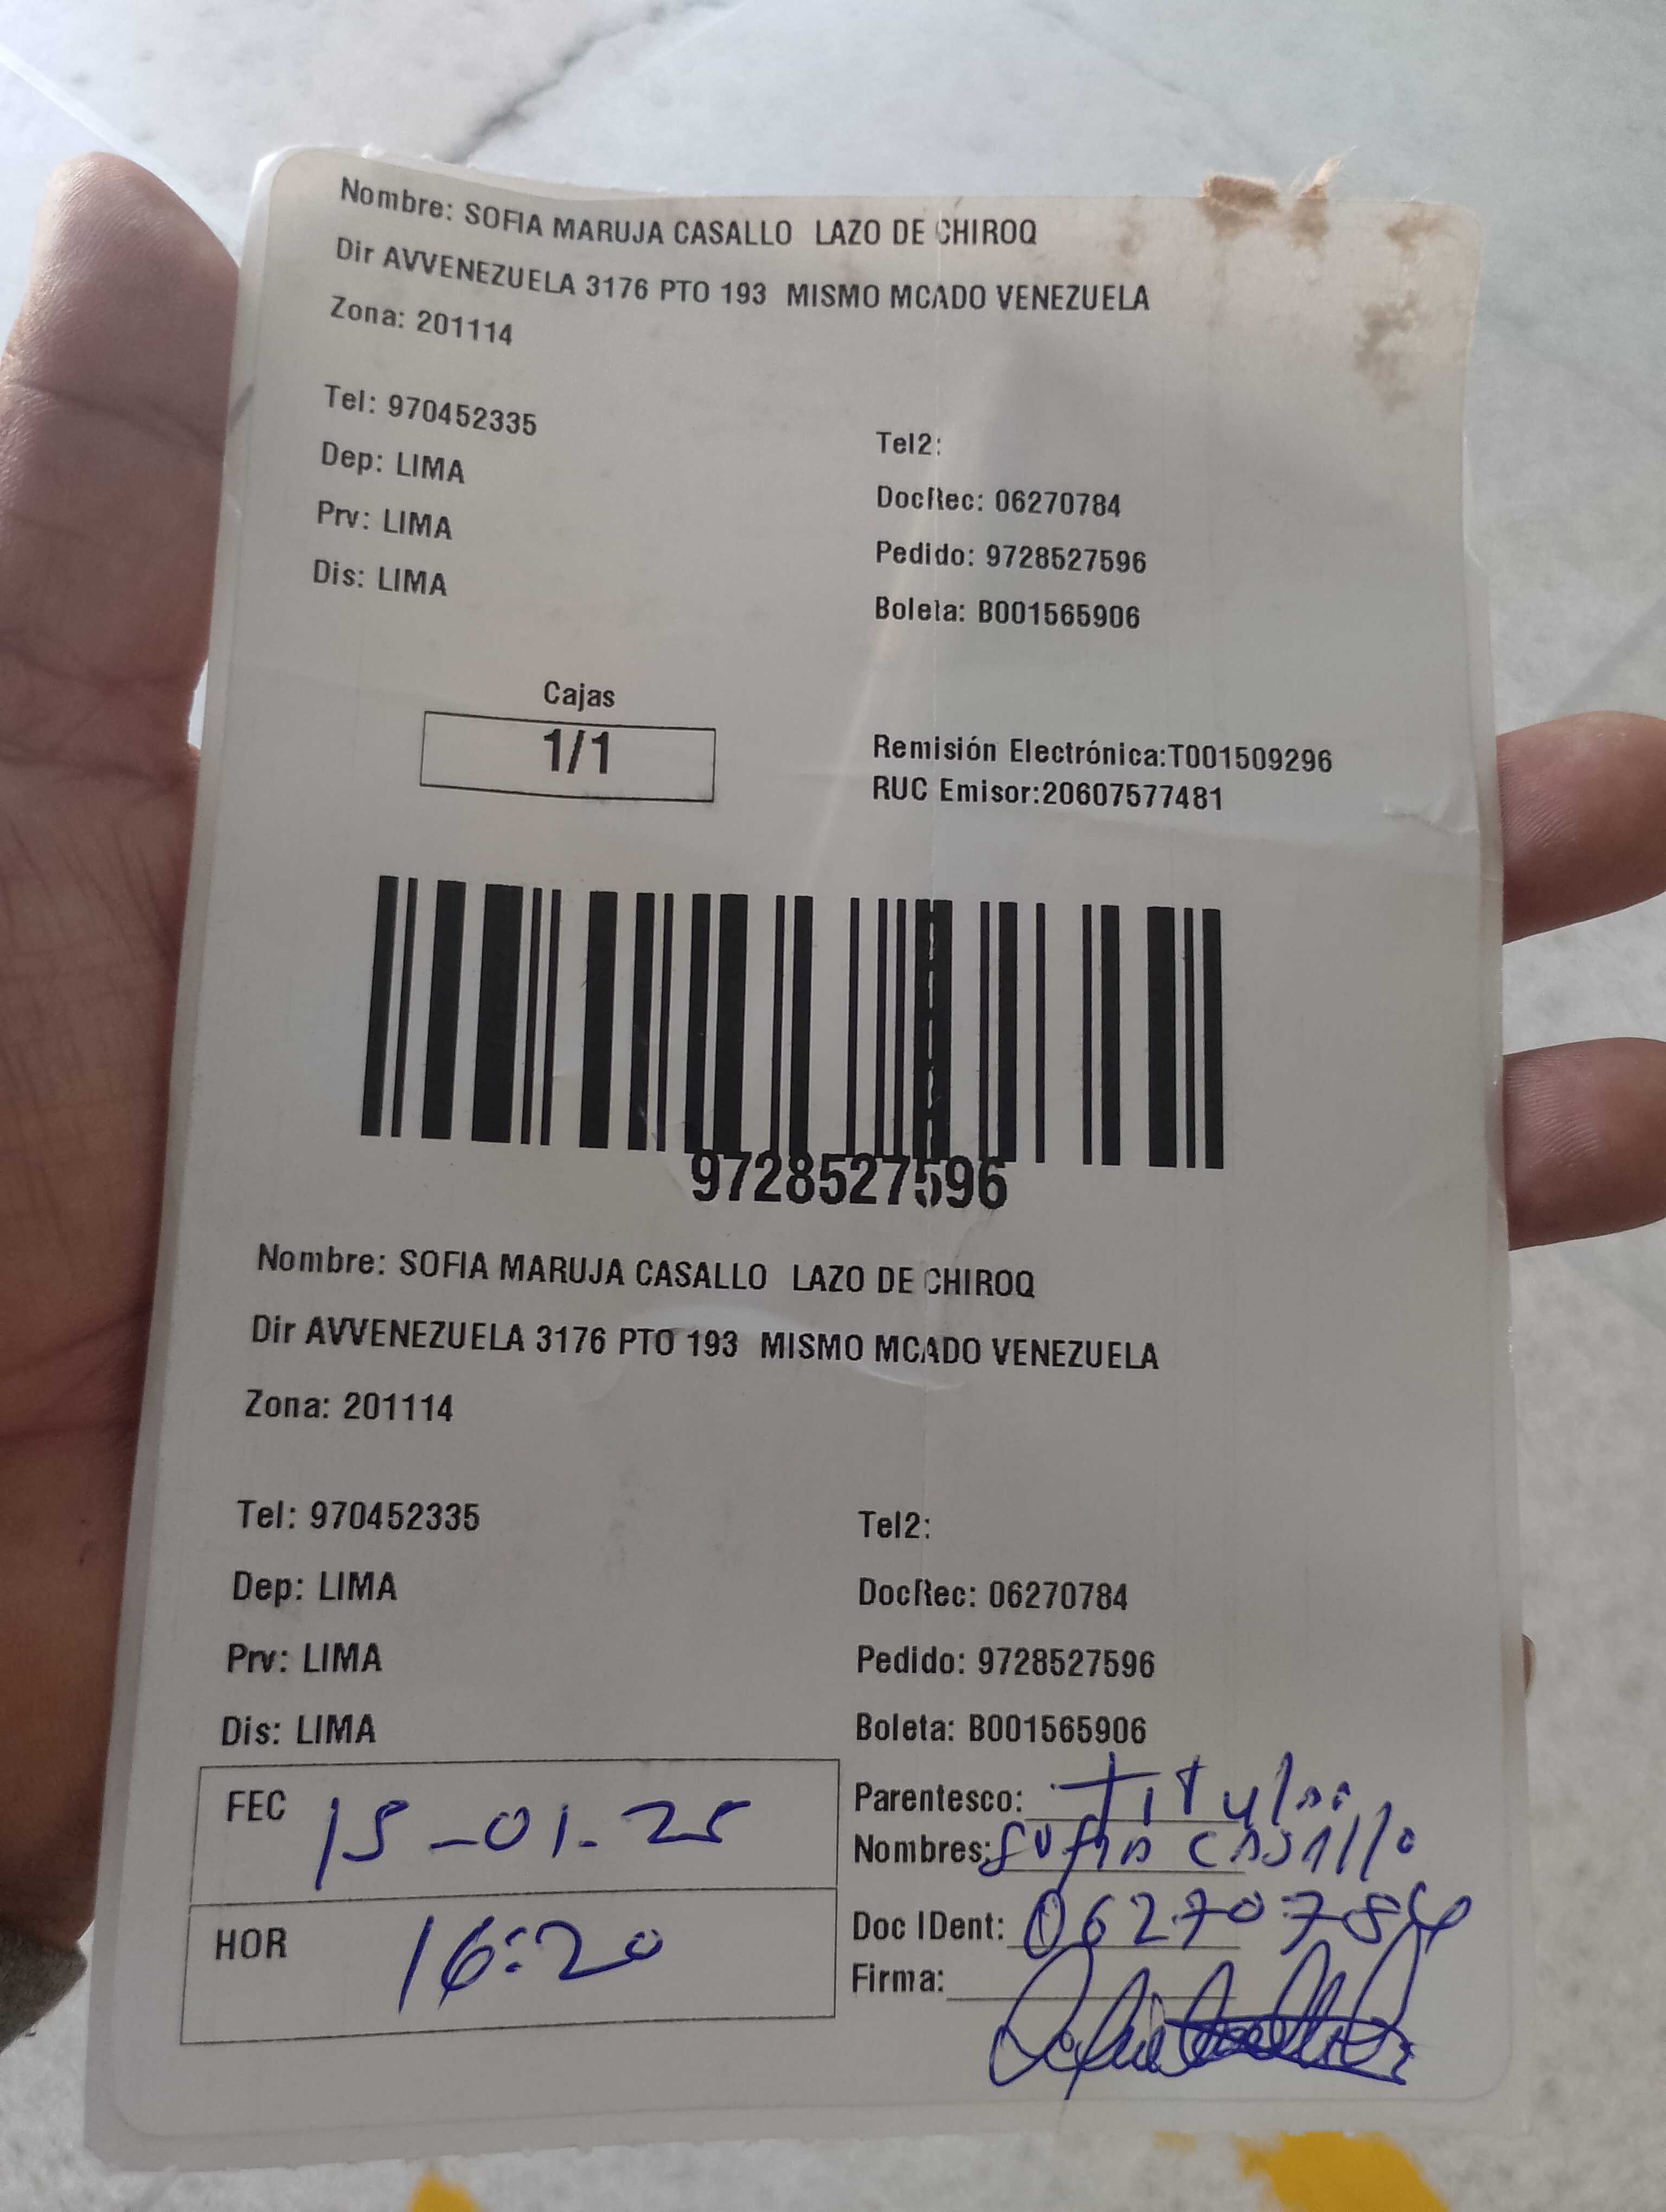 Nombre: SOFIA MARUJA CASALLO LAZO DE CHIROQ
Dir AVVENEZUELA 3176 PTO 193 MISMO MCADO VENEZUELA
Zona: 201114
Tel: 970452335
Tel2:
Dep: LIMA
DocRec: 06270784
Prv: LIMA
Pedido: 9728527596
Dis: LIMA
Boleta: B001565906
Cajas
1/1
Remisión Electrónica:T001509296
RUC Emisor:20607577481
9728527596
Nombre: SOFIA MARUJA CASALLO LAZO DE CHIROQ
Dir AVVENEZUELA 3176 PTO 193 MISMO MCADO VENEZUELA
Zona: 201114
Tel: 970452335
Tel2:
Dep: LIMA
DocRec: 06270784
Prv: LIMA
Pedido: 9728527596
Dis: LIMA
Boleta: B001565906
FEC 15-01-25
Parentesco: Titular
Nombres: Sofia Casallo
HOR 16:20
Doc IDent: 06270784
Firma: